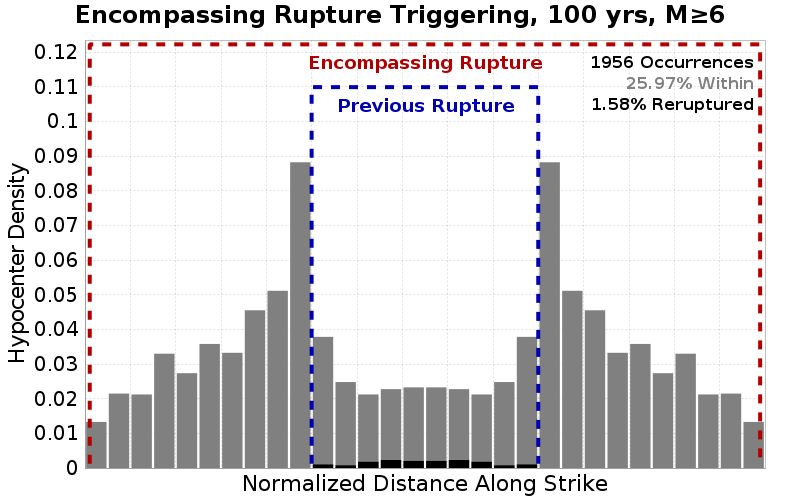 Encompassing Rupture Triggering, 100 yrs, M≥6
Encompassing Rupture
Previous Rupture
1956 Occurrences
25.97% Within
1.58% Reruptured
Hypocenter Density
0.12
0.11
0.1
0.09
0.08
0.07
0.06
0.05
0.04
0.03
0.02
0.01
0
Normalized Distance Along Strike